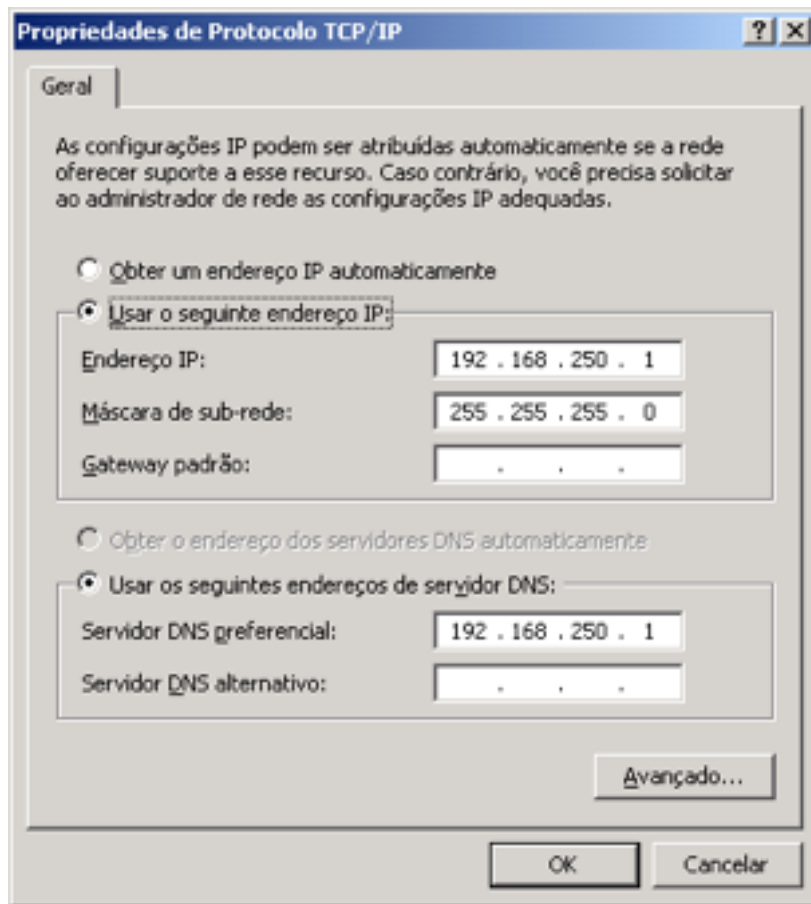 Propriedades de Protocolo TCP/IP
Geral
As configurações IP podem ser atribuídas automaticamente se a rede
oferecer suporte a esse recurso. Caso contrário, você precisa solicitar
ao administrador de rede as configurações IP adequadas.
Obter um endereço IP automaticamente
Usar o seguinte endereço IP:
Endereço IP: 192 . 168 . 250 . 1
Máscara de sub-rede: 255 . 255 . 255 . 0
Gateway padrão: . . .
Obter o endereço dos servidores DNS automaticamente
Usar os seguintes endereços de servidor DNS:
Servidor DNS preferencial: 192 . 168 . 250 . 1
Servidor DNS alternativo: . . .
Avançado...
OK Cancelar